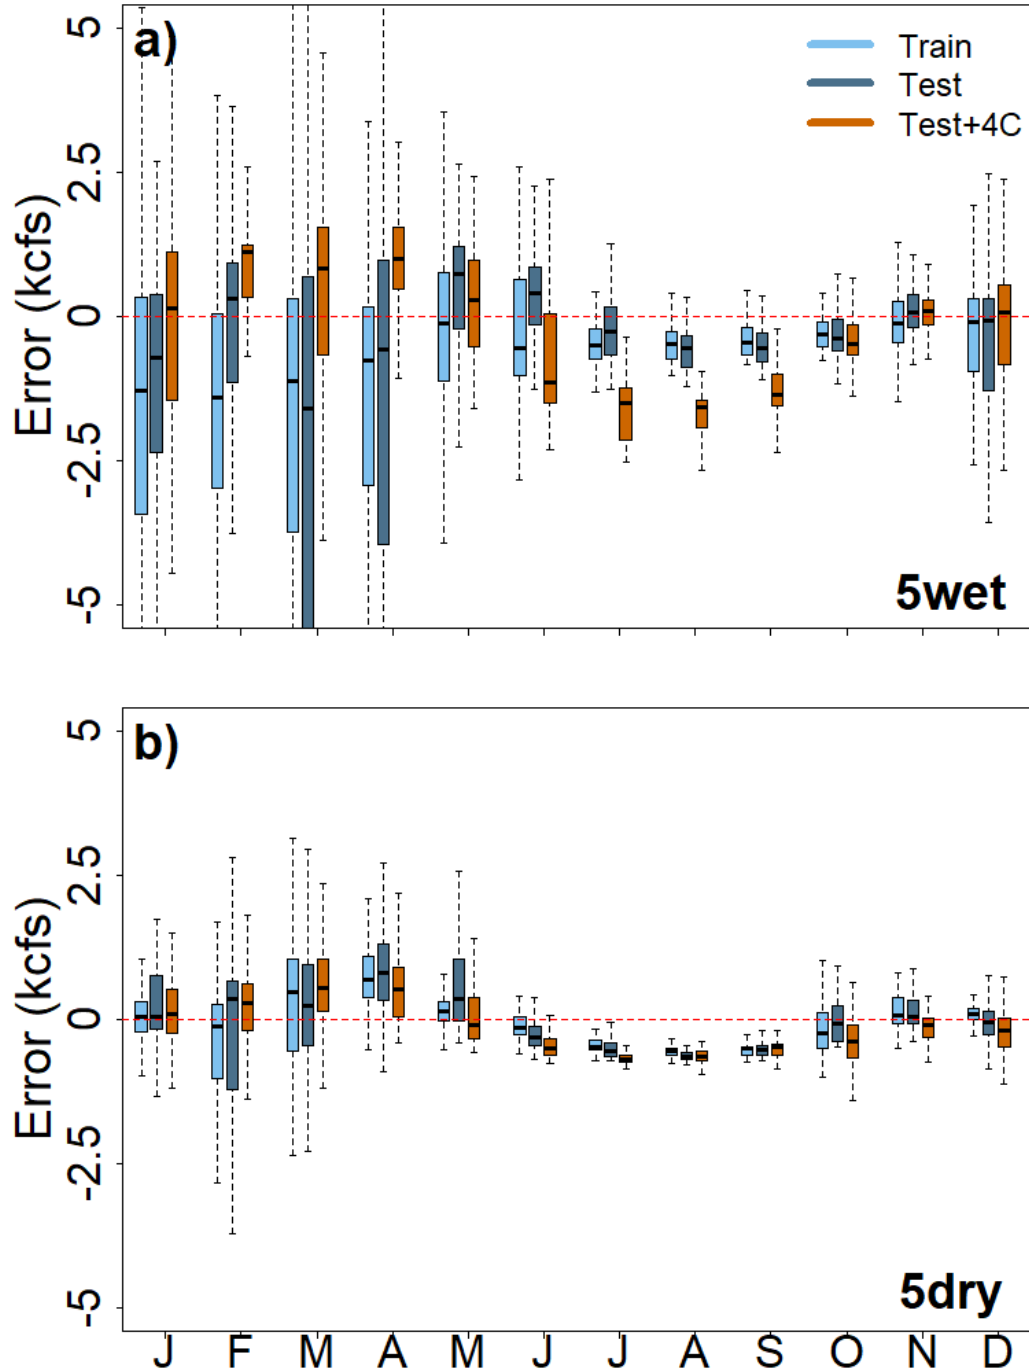 a)
Train
Test
Test+4C
Error (kcfs)
5
2.5
0
-2.5
-5
5wet
b)
Error (kcfs)
5
2.5
0
-2.5
-5
5dry
J F M A M J J A S O N D